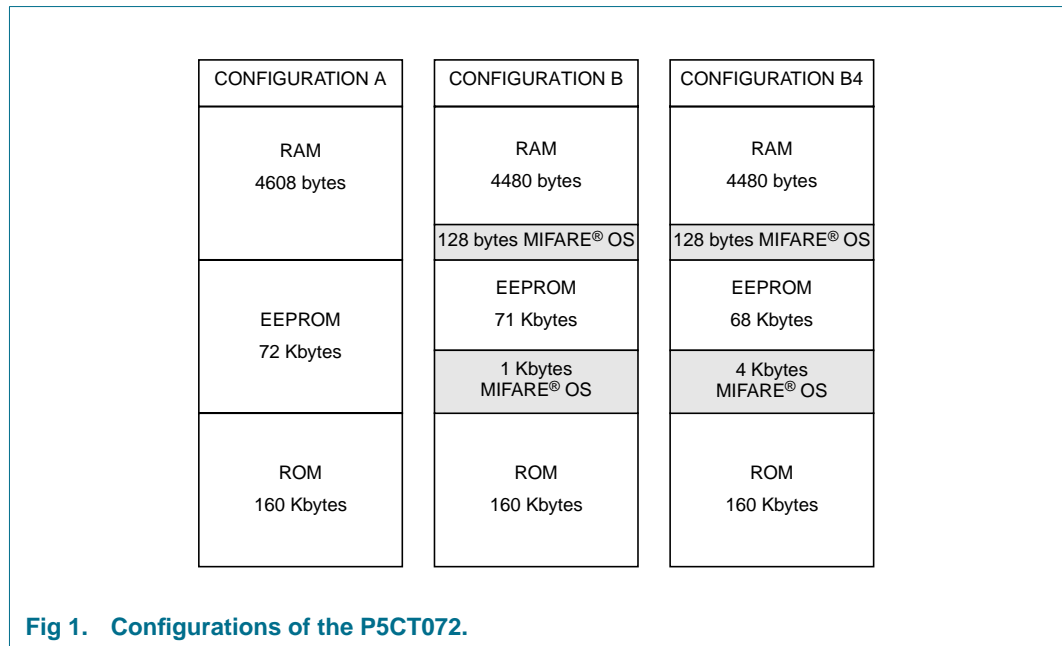 CONFIGURATION A
RAM
4608 bytes
EEPROM
72 Kbytes
ROM
160 Kbytes
CONFIGURATION B
RAM
4480 bytes
128 bytes MIFARE® OS
EEPROM
71 Kbytes
1 Kbytes
MIFARE® OS
ROM
160 Kbytes
CONFIGURATION B4
RAM
4480 bytes
128 bytes MIFARE® OS
EEPROM
68 Kbytes
4 Kbytes
MIFARE® OS
ROM
160 Kbytes
Fig 1. Configurations of the P5CT072.